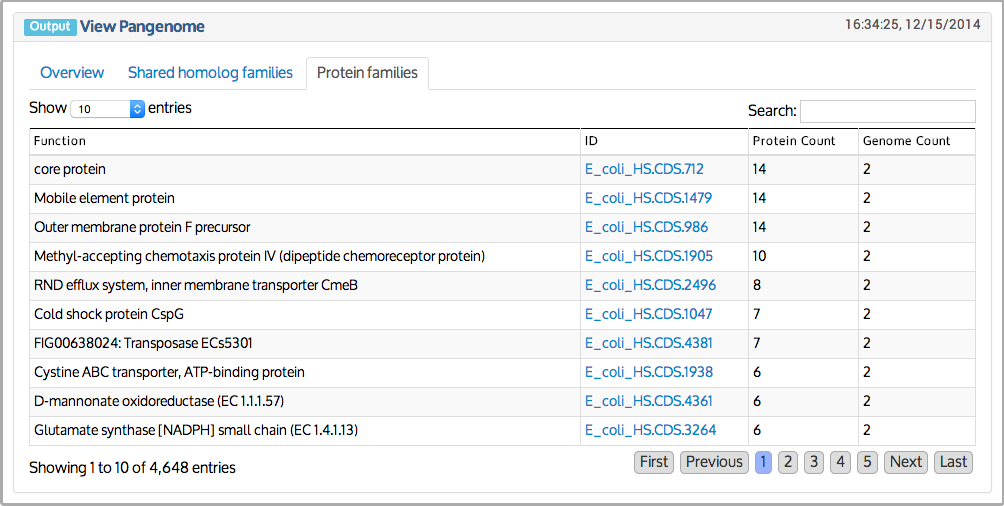 Output View Pangenome 16:34:25, 12/15/2014
Overview Shared homolog families Protein families
Show 10 entries Search:
Function ID Protein Count Genome Count
core protein E_coli_HS.CDS.712 14 2
Mobile element protein E_coli_HS.CDS.1479 14 2
Outer membrane protein F precursor E_coli_HS.CDS.986 14 2
Methyl-accepting chemotaxis protein IV (dipeptide chemoreceptor protein) E_coli_HS.CDS.1905 10 2
RND efflux system, inner membrane transporter CmeB E_coli_HS.CDS.2496 8 2
Cold shock protein CspG E_coli_HS.CDS.1047 7 2
FIG00638024: Transposase ECs5301 E_coli_HS.CDS.4381 7 2
Cystine ABC transporter, ATP-binding protein E_coli_HS.CDS.1938 6 2
D-mannonate oxidoreductase (EC 1.1.1.57) E_coli_HS.CDS.4361 6 2
Glutamate synthase [NADPH] small chain (EC 1.4.1.13) E_coli_HS.CDS.3264 6 2
Showing 1 to 10 of 4,648 entries First Previous 1 2 3 4 5 Next Last